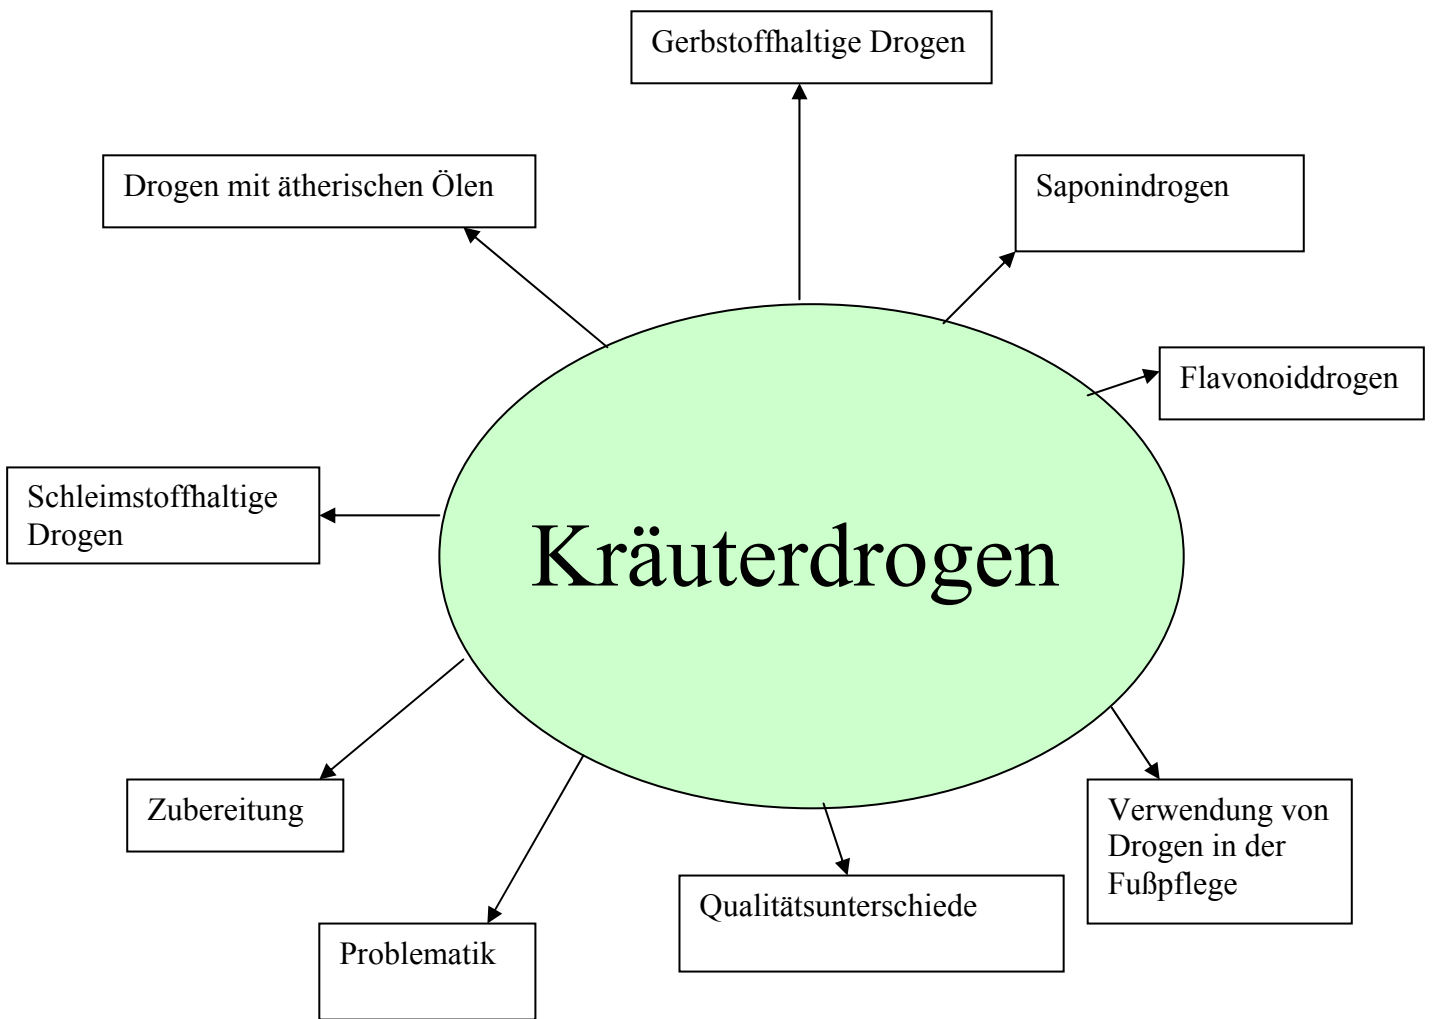 Gerbstoffhaltige Drogen
Drogen mit ätherischen Ölen
Saponindrogen
Flavonoiddrogen
Schleimstoffhaltige
Drogen
Kräuterdrogen
Zubereitung
Verwendung von
Drogen in der
Fußpflege
Qualitätsunterschiede
Problematik